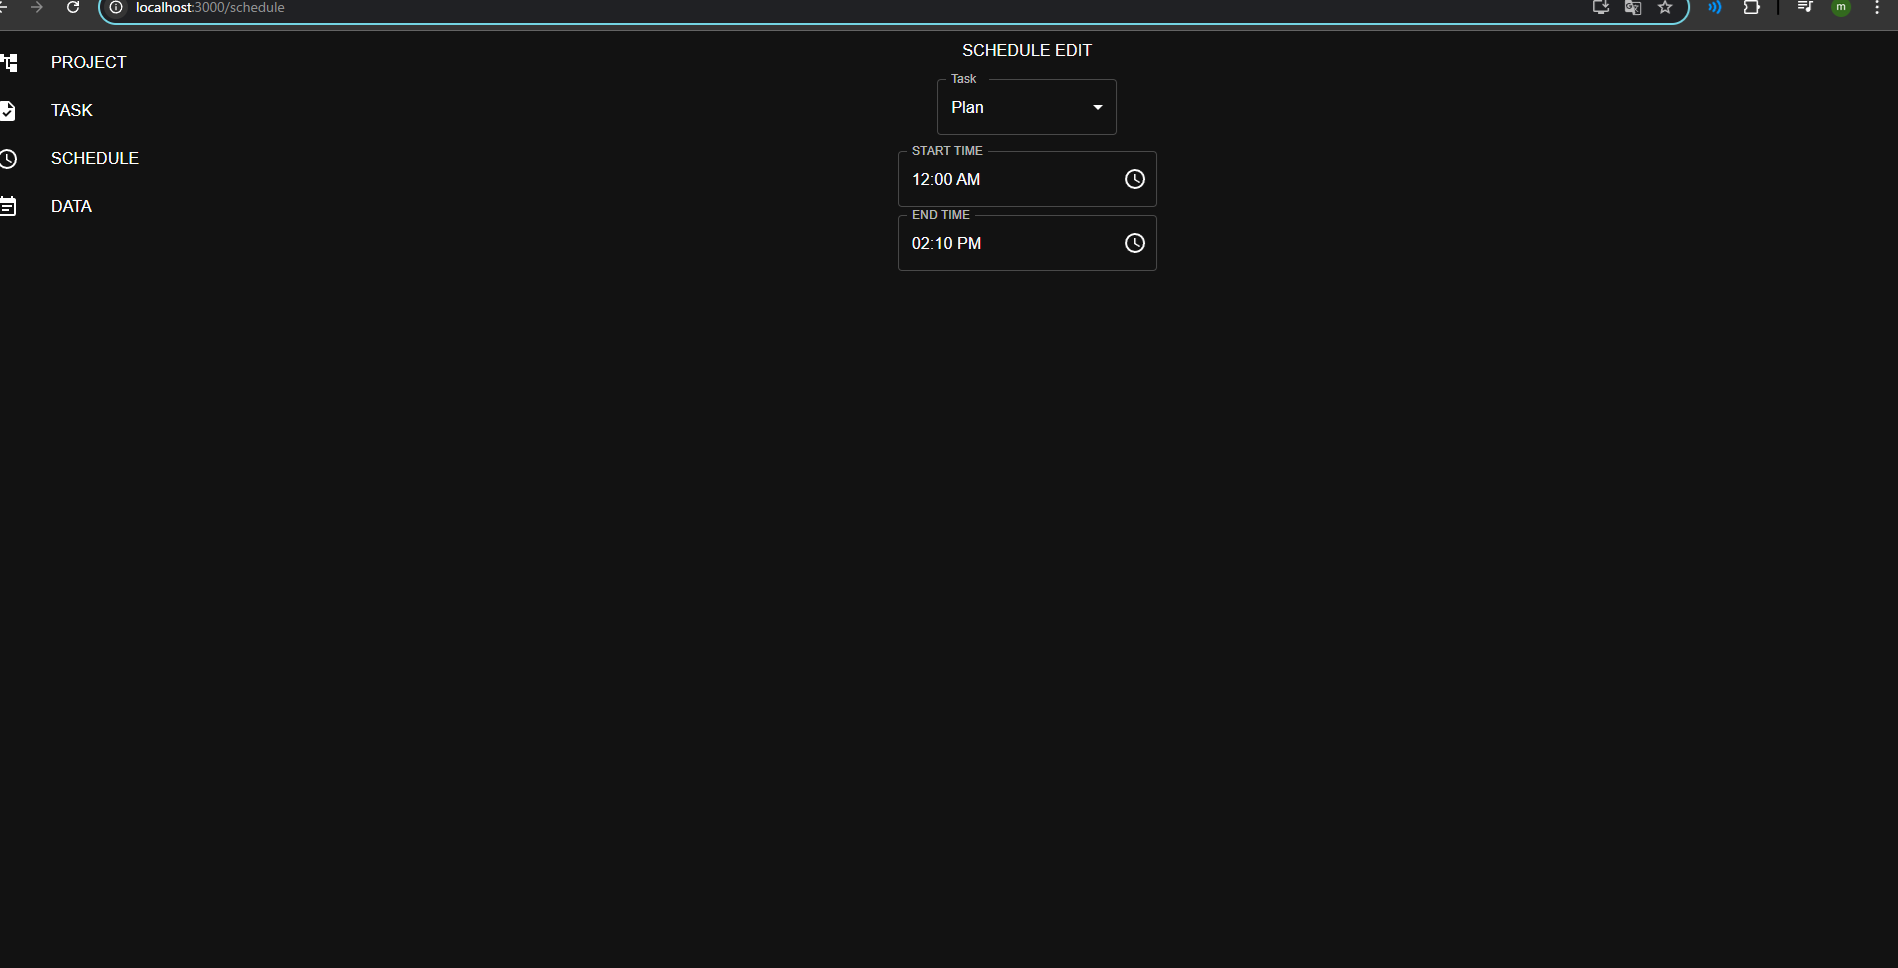 localhost:3000/schedule
m
PROJECT
TASK
SCHEDULE
DATA
SCHEDULE EDIT
Task
Plan
START TIME
12:00 AM
END TIME
02:10 PM